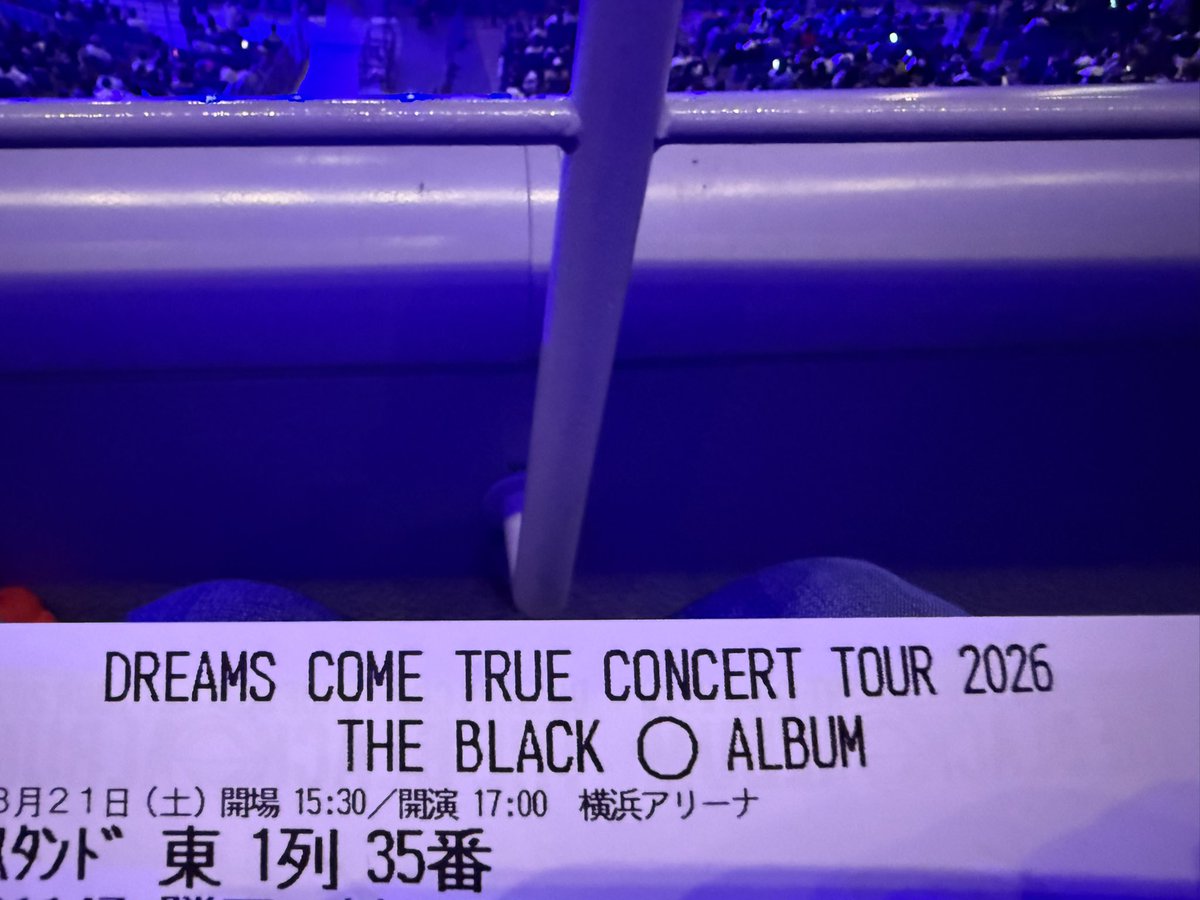 DREAMS COME TRUE CONCERT TOUR 2026
THE BLACK ○ ALBUM
3月21日（土）開場 15:30／開演 17:00 横浜アリーナ
ｽﾀﾝﾄﾞ 東 1列 35番